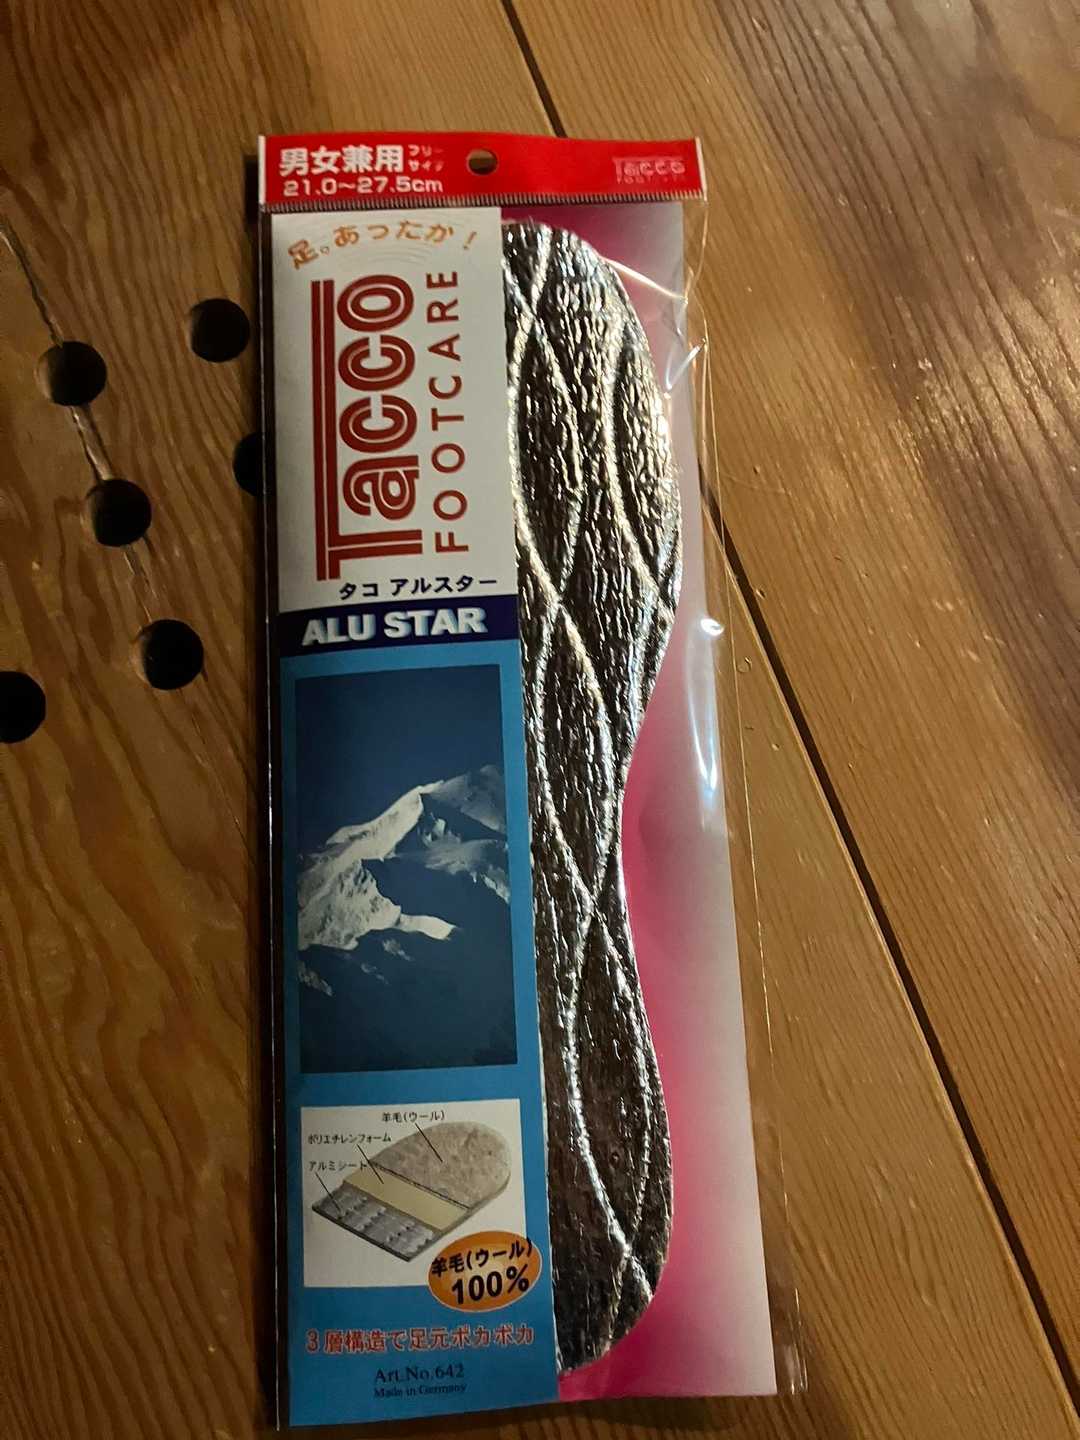 男女兼用 フリーサイズ
21.0～27.5cm
Tacco
足。あったか！
Tacco
FOOTCARE
タコ アルスター
ALU STAR
羊毛(ウール)
ポリエチレンフォーム
アルミシート
羊毛(ウール)
100%
3層構造で足元ポカポカ
Art.No.642
Made in Germany